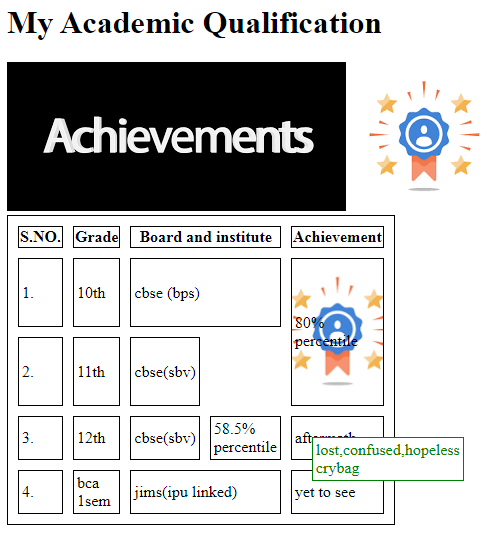 My Academic Qualification
Achievements
S.NO. Grade Board and institute Achievement
1. 10th cbse (bps) 80%
percentile
2. 11th cbse(sbv)
3. 12th cbse(sbv) 58.5%
percentile aftermath
lost,confused,hopeless
crybag
4. bca
1sem jims(ipu linked) yet to see